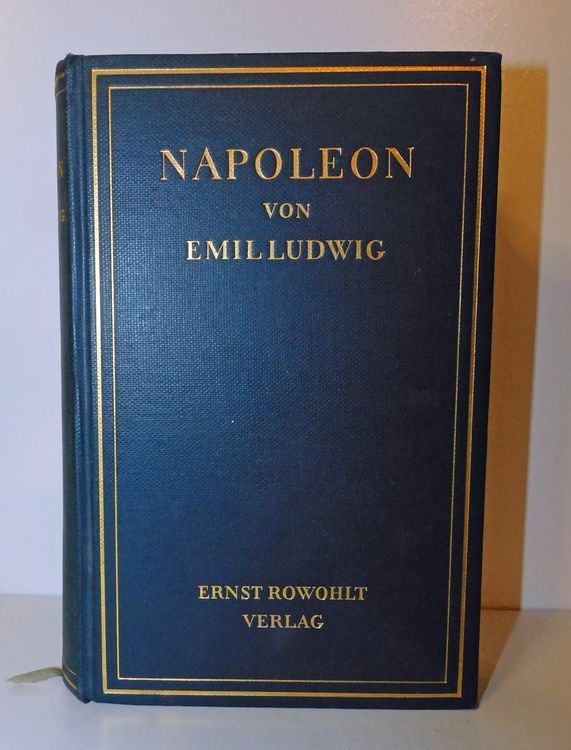 NAPOLEON
VON
EMIL LUDWIG
ERNST ROWOHLT
VERLAG